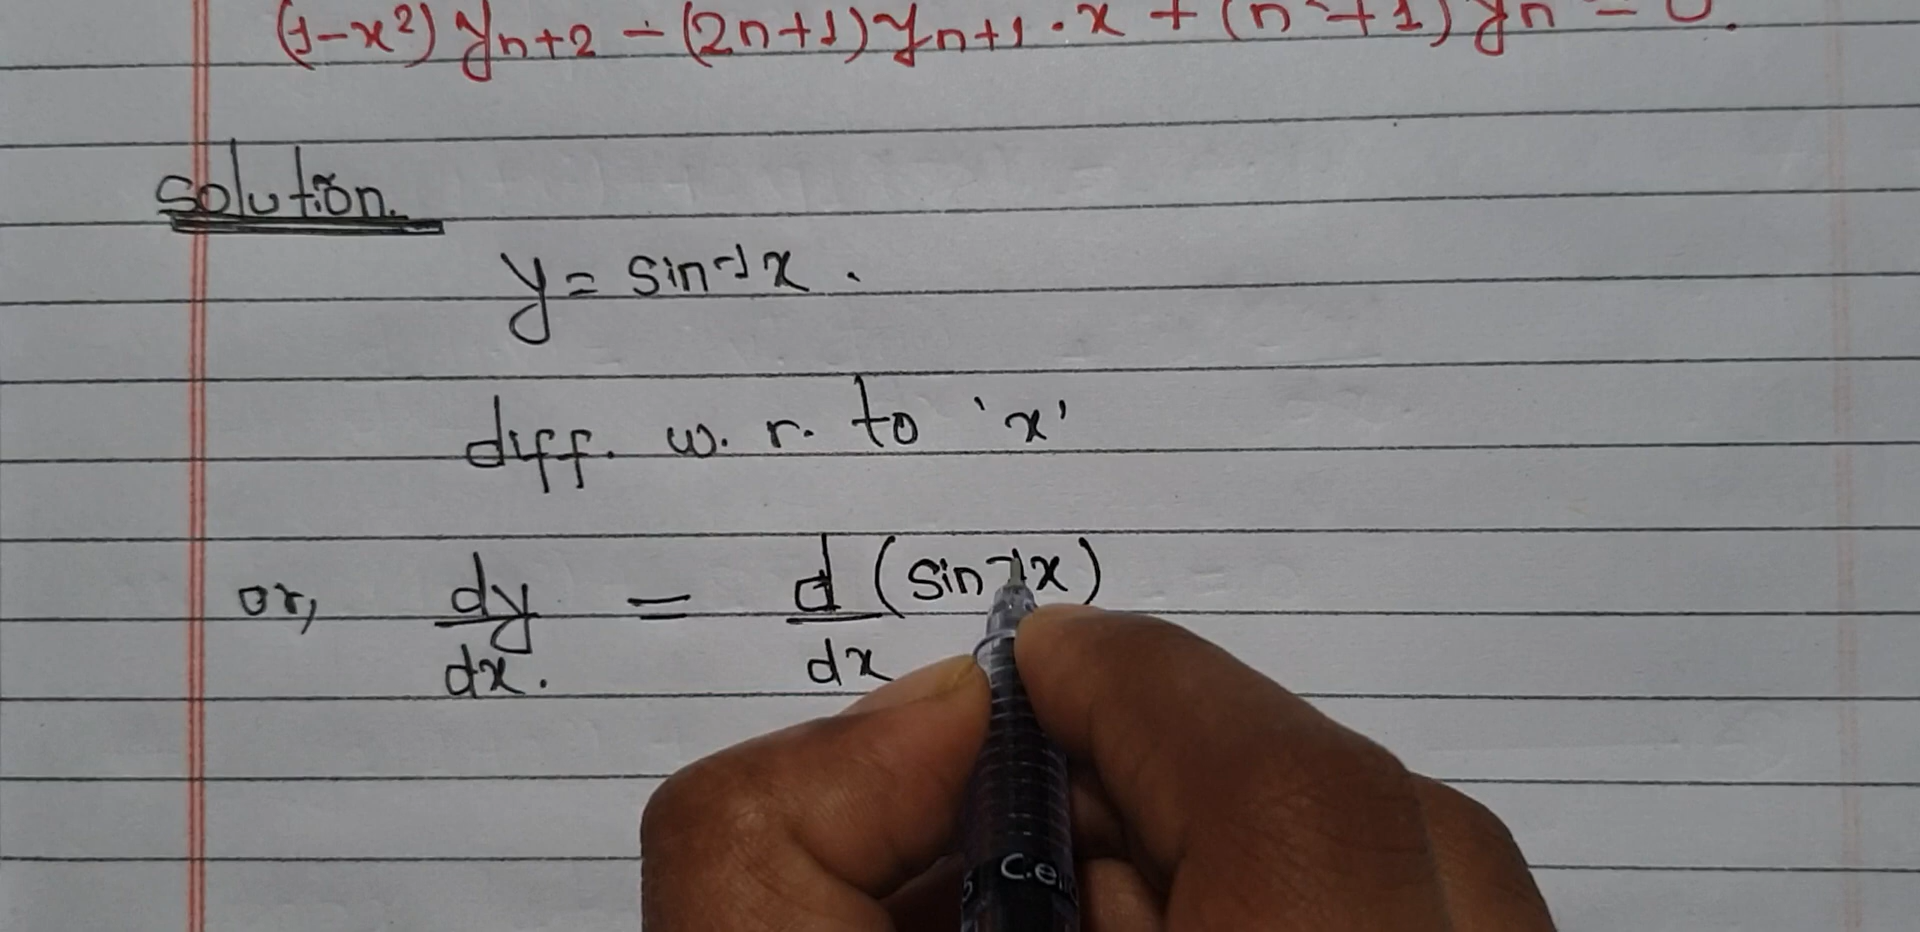 (1-x²) yn+2 - (2n+1) yn+1 · x + (n²+1) yn = 0.
Solution.
y = sin⁻¹x .
diff. w. r. to 'x'
or, dy/dx. = d/dx (sin⁻¹x)